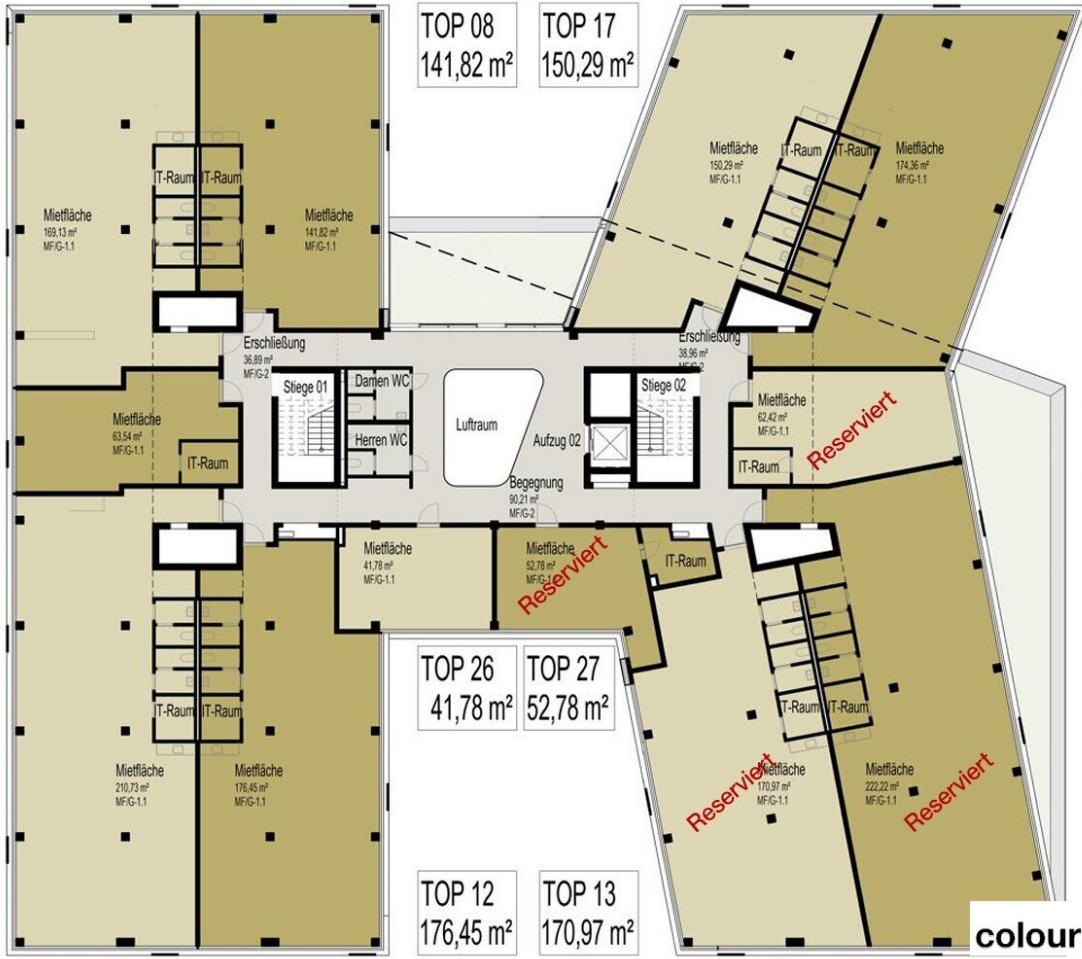 TOP 08
141,82 m²
TOP 17
150,29 m²
IT-Raum
IT-Raum
Mietfläche
169,13 m²
MF/G-1.1
Mietfläche
141,82 m²
MF/G-1.1
Mietfläche
150,29 m²
MF/G-1.1
IT-Raum
IT-Raum
Mietfläche
174,36 m²
MF/G-1.1
Erschließung
36,89 m²
MF/G-2
Erschließung
38,96 m²
MF/G-2
Stiege 01
Damen WC
Herren WC
Luftraum
Aufzug 02
Stiege 02
Mietfläche
63,54 m²
MF/G-1.1
IT-Raum
Mietfläche
62,42 m²
MF/G-1.1
Reserviert
IT-Raum
Begegnung
90,21 m²
MF/G-2
Mietfläche
41,78 m²
MF/G-1.1
Mietfläche
52,78 m²
MF/G-1.1
Reserviert
IT-Raum
TOP 26
41,78 m²
TOP 27
52,78 m²
IT-Raum
IT-Raum
Mietfläche
210,73 m²
MF/G-1.1
Mietfläche
176,45 m²
MF/G-1.1
IT-Raum
IT-Raum
Mietfläche
170,97 m²
MF/G-1.1
Reserviert
Mietfläche
222,22 m²
MF/G-1.1
Reserviert
TOP 12
176,45 m²
TOP 13
170,97 m²
colour